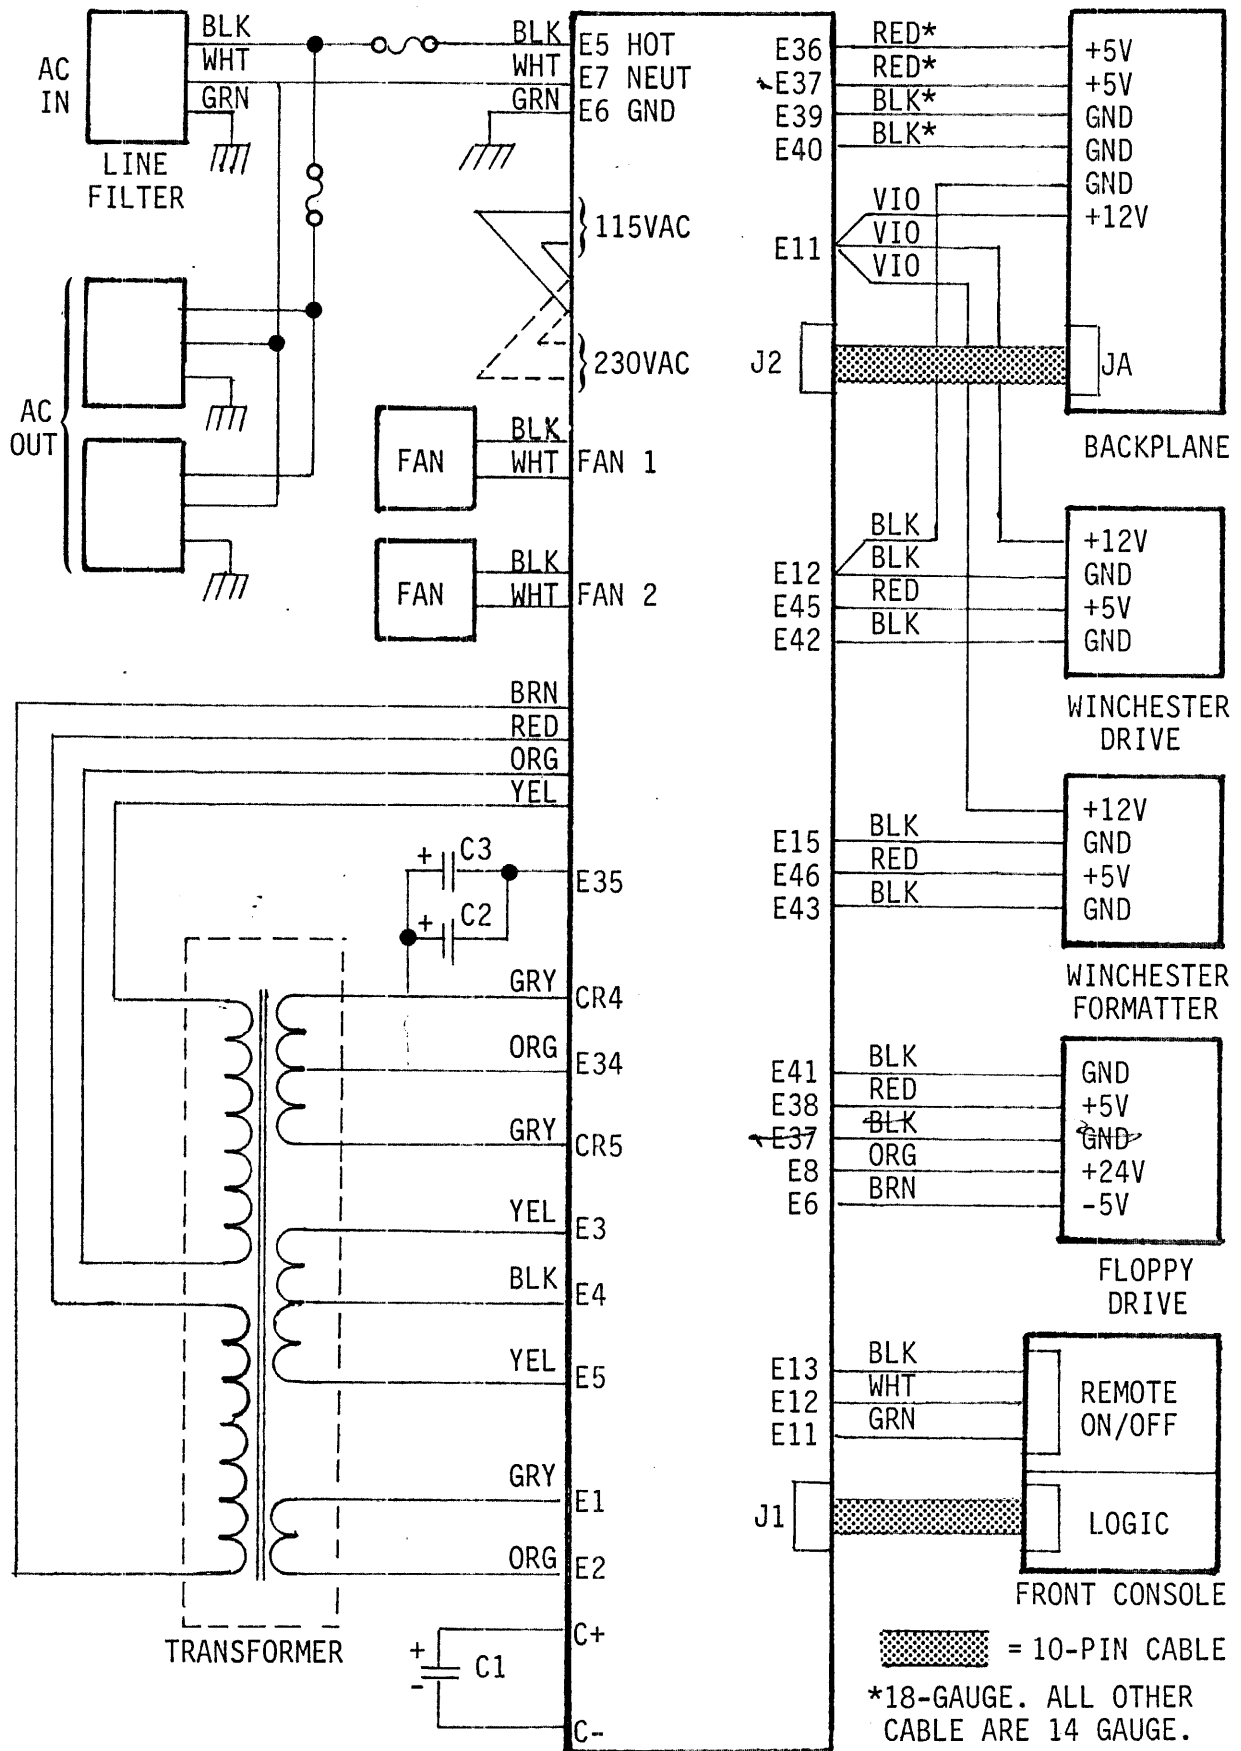 AC
IN
BLK
WHT
GRN
LINE
FILTER
BLK
WHT
GRN
E5 HOT
E7 NEUT
E6 GND
115VAC
230VAC
AC
OUT
FAN
BLK
WHT
FAN 1
FAN
BLK
WHT
FAN 2
BRN
RED
ORG
YEL
+ C3
+ C2
E35
GRY
CR4
ORG
E34
GRY
CR5
YEL
E3
BLK
E4
YEL
E5
GRY
E1
ORG
E2
TRANSFORMER
+
-
C1
C+
C-
E36
RED*
+5V
E37
RED*
+5V
E39
BLK*
GND
E40
BLK*
GND
GND
VIO
+12V
E11
VIO
VIO
J2
JA
BACKPLANE
BLK
+12V
E12
BLK
GND
E45
RED
+5V
E42
BLK
GND
WINCHESTER
DRIVE
+12V
E15
BLK
GND
E46
RED
+5V
E43
BLK
GND
WINCHESTER
FORMATTER
E41
BLK
GND
E38
RED
+5V
E37
BLK
GND
E8
ORG
+24V
E6
BRN
-5V
FLOPPY
DRIVE
E13
BLK
E12
WHT
E11
GRN
REMOTE
ON/OFF
J1
LOGIC
FRONT CONSOLE
= 10-PIN CABLE
*18-GAUGE. ALL OTHER
CABLE ARE 14 GAUGE.